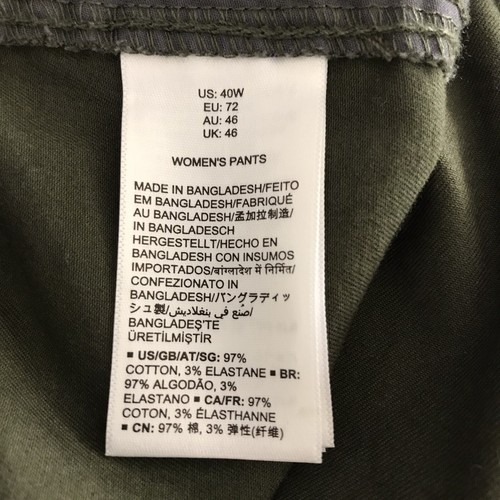 US: 40W
EU: 72
AU: 46
UK: 46
WOMEN'S PANTS
MADE IN BANGLADESH/FEITO
EM BANGLADESH/FABRIQUÉ
AU BANGLADESH/孟加拉制造/
IN BANGLADESCH
HERGESTELLT/HECHO EN
BANGLADESH CON INSUMOS
IMPORTADOS/बांग्लादेश में निर्मित/
CONFEZIONATO IN
BANGLADESH/バングラディッ
シュ製/صُنع في بنغلاديش/
BANGLADEŞ'TE
ÜRETİLMİŞTİR
▪ US/GB/AT/SG: 97%
COTTON, 3% ELASTANE ▪ BR:
97% ALGODÃO, 3%
ELASTANO ▪ CA/FR: 97%
COTON, 3% ÉLASTHANNE
▪ CN: 97% 棉, 3% 弹性(纤维)